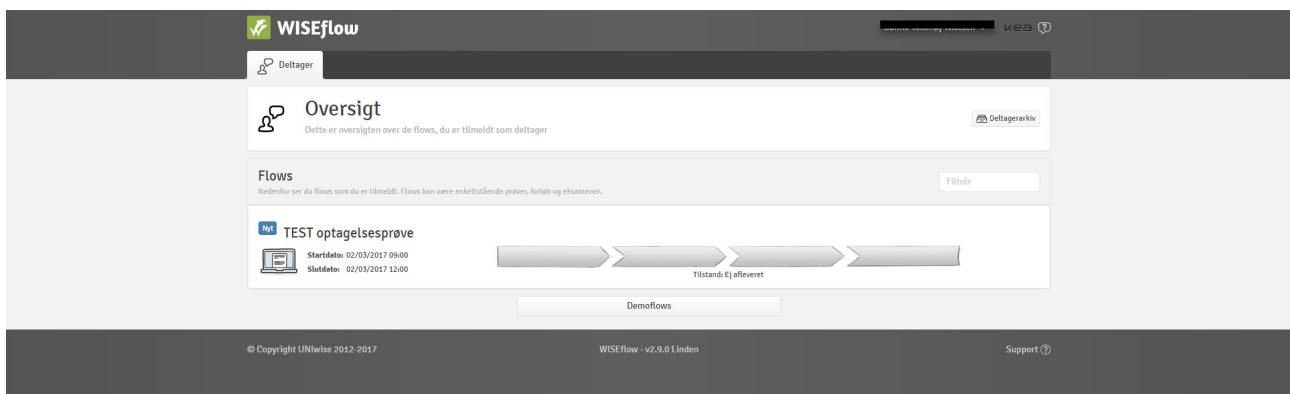 WISEflow
KEA
Deltager
Oversigt
Dette er oversigten over de flows, du er tilmeldt som deltager
Deltagerarkiv
Flows
Nedenfor ser du flows som du er tilmeldt. Flows kan være enkeltstående prøver, forløb og eksamener.
Filtrér
Nyt TEST optagelsesprøve
Startdato: 02/03/2017 09:00
Slutdato: 02/03/2017 12:00
Tilstand: Ej afleveret
Demoflows
© Copyright UNIwise 2012-2017
WISEflow - v2.9.0 Linden
Support ?